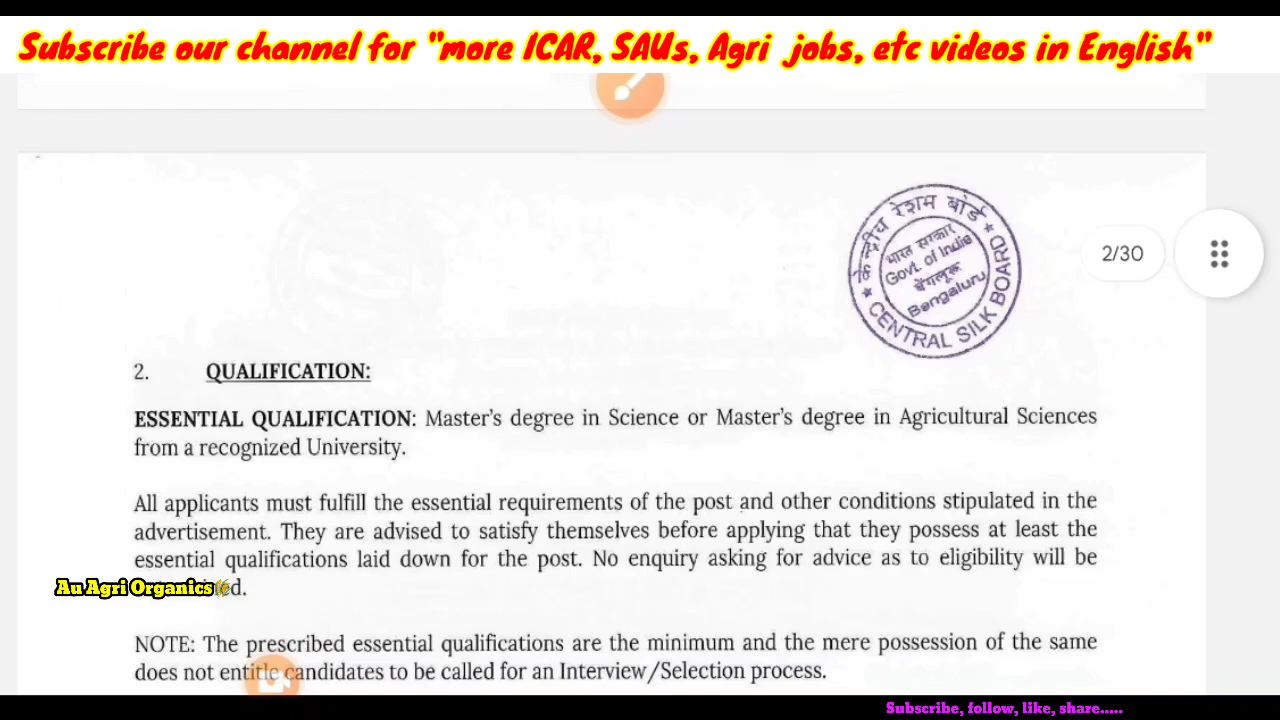 Subscribe our channel for "more ICAR, SAUs, Agri jobs, etc videos in English"
केन्द्रीय रेशम बोर्ड
भारत सरकार
Govt. of India
बेंगलूरू
Bengaluru
CENTRAL SILK BOARD
2/30
2. QUALIFICATION:
ESSENTIAL QUALIFICATION: Master's degree in Science or Master's degree in Agricultural Sciences
from a recognized University.
All applicants must fulfill the essential requirements of the post and other conditions stipulated in the
advertisement. They are advised to satisfy themselves before applying that they possess at least the
essential qualifications laid down for the post. No enquiry asking for advice as to eligibility will be
Au Agri Organics
NOTE: The prescribed essential qualifications are the minimum and the mere possession of the same
does not entitle candidates to be called for an Interview/Selection process.
Subscribe, follow, like, share.....